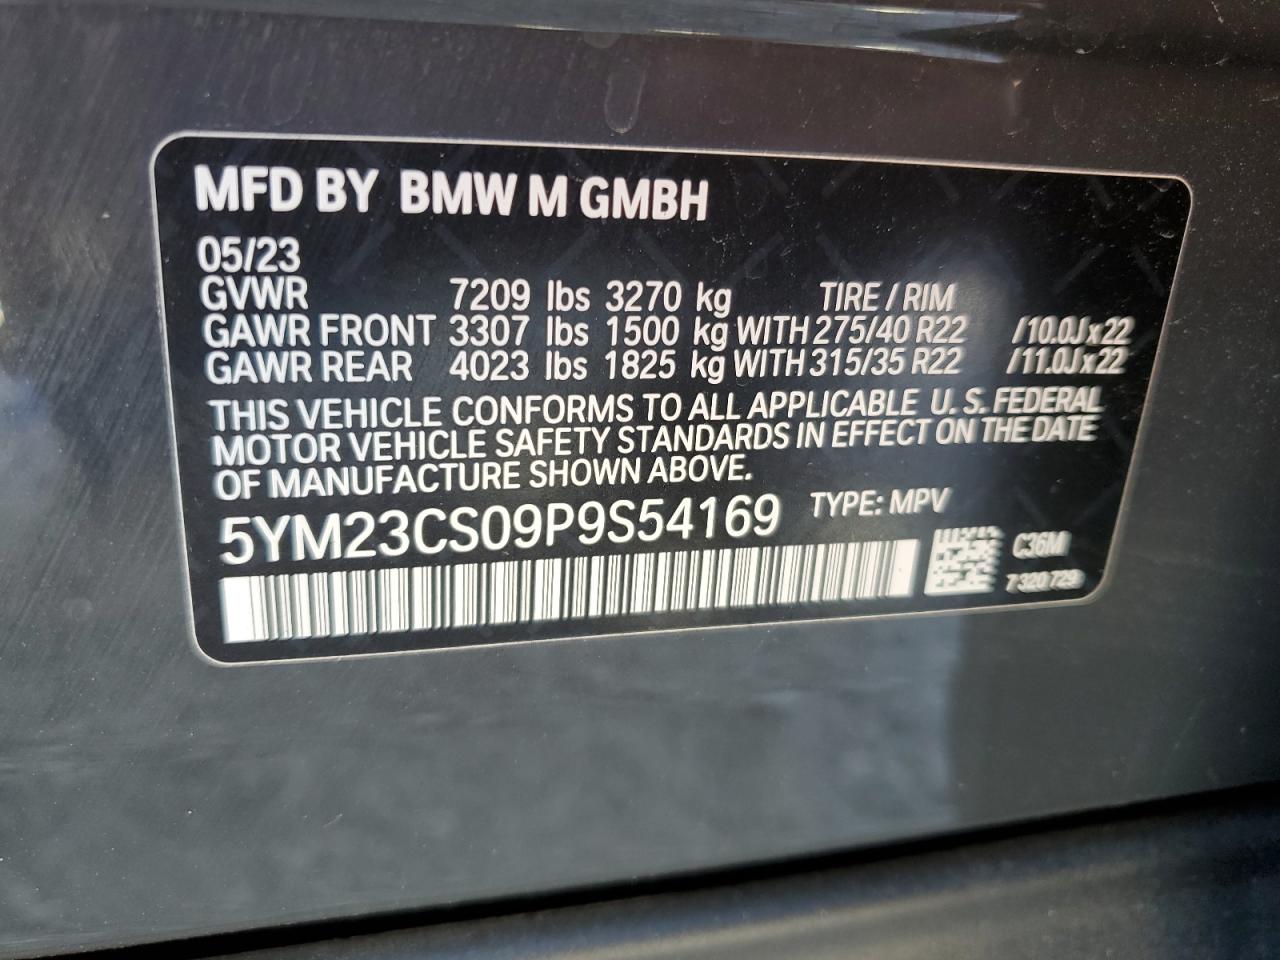 MFD BY BMW M GMBH
05/23
GVWR 7209 lbs 3270 kg TIRE / RIM
GAWR FRONT 3307 lbs 1500 kg WITH 275/40 R22 /10.0Jx22
GAWR REAR 4023 lbs 1825 kg WITH 315/35 R22 /11.0Jx22
THIS VEHICLE CONFORMS TO ALL APPLICABLE U.S. FEDERAL
MOTOR VEHICLE SAFETY STANDARDS IN EFFECT ON THE DATE
OF MANUFACTURE SHOWN ABOVE.
5YM23CS09P9S54169 TYPE: MPV
C36M
7 320 729